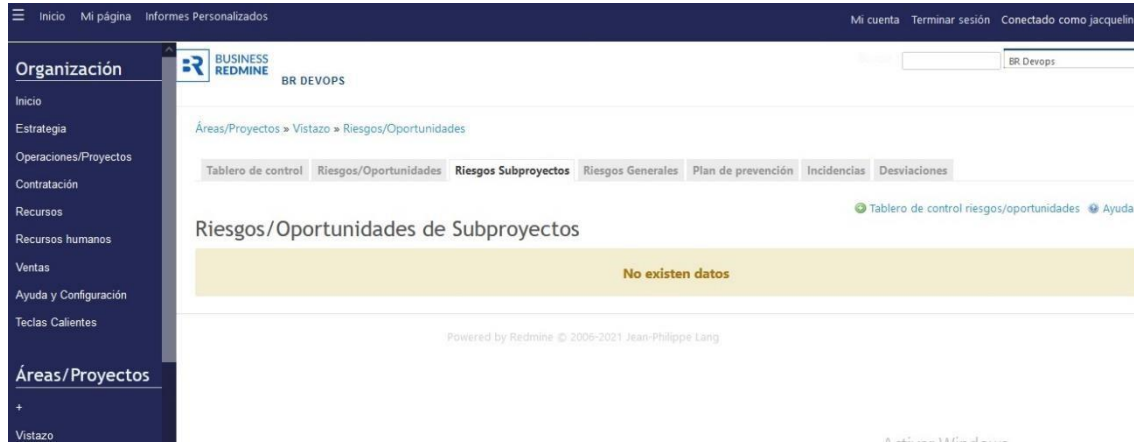 Inicio Mi página Informes Personalizados Mi cuenta Terminar sesión Conectado como jacquelin
Organización
Inicio
Estrategia
Operaciones/Proyectos
Contratación
Recursos
Recursos humanos
Ventas
Ayuda y Configuración
Teclas Calientes
Áreas/Proyectos
+
Vistazo
BUSINESS
REDMINE
BR DEVOPS
BR Devops
Áreas/Proyectos » Vistazo » Riesgos/Oportunidades
Tablero de control Riesgos/Oportunidades Riesgos Subproyectos Riesgos Generales Plan de prevención Incidencias Desviaciones
Tablero de control riesgos/oportunidades Ayuda
Riesgos/Oportunidades de Subproyectos
No existen datos
Powered by Redmine © 2006-2021 Jean-Philippe Lang
Activar Windows